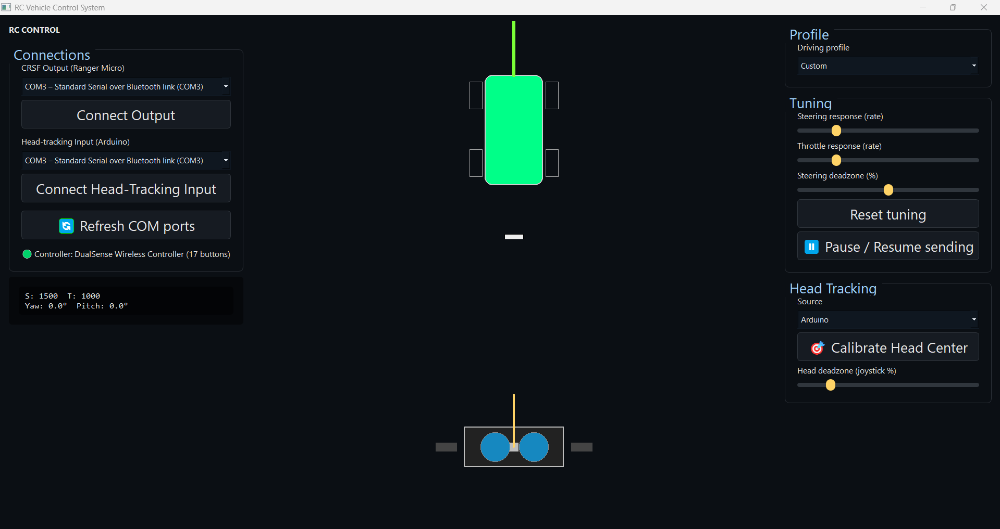 RC Vehicle Control System
RC CONTROL
Connections
CRSF Output (Ranger Micro)
COM3 – Standard Serial over Bluetooth link (COM3)
Connect Output
Head-tracking Input (Arduino)
COM3 – Standard Serial over Bluetooth link (COM3)
Connect Head-Tracking Input
Refresh COM ports
Controller: DualSense Wireless Controller (17 buttons)
S: 1500  T: 1000
Yaw: 0.0°  Pitch: 0.0°
Profile
Driving profile
Custom
Tuning
Steering response (rate)
Throttle response (rate)
Steering deadzone (%)
Reset tuning
Pause / Resume sending
Head Tracking
Source
Arduino
Calibrate Head Center
Head deadzone (joystick %)